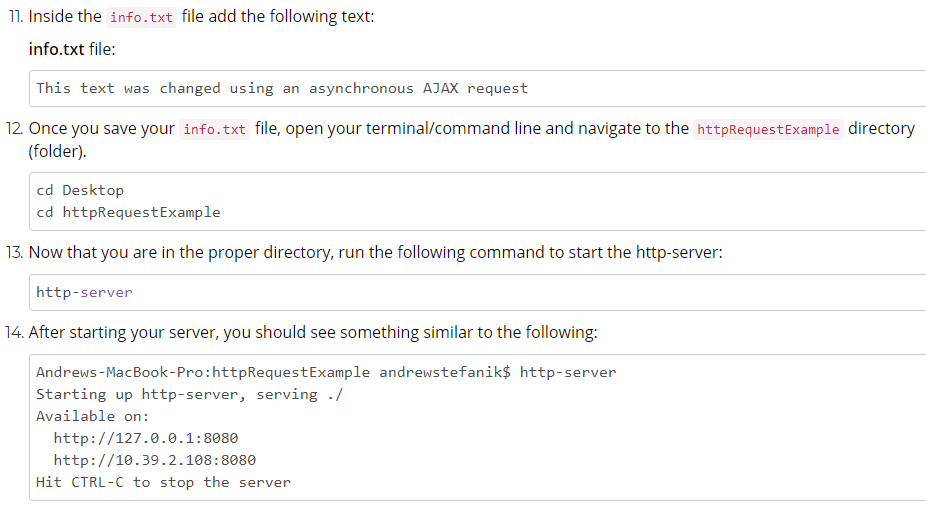 11. Inside the info.txt file add the following text:
info.txt file:
This text was changed using an asynchronous AJAX request
12. Once you save your info.txt file, open your terminal/command line and navigate to the httpRequestExample directory
(folder).
cd Desktop
cd httpRequestExample
13. Now that you are in the proper directory, run the following command to start the http-server:
http-server
14. After starting your server, you should see something similar to the following:
Andrews-MacBook-Pro:httpRequestExample andrewstefanik$ http-server
Starting up http-server, serving ./
Available on:
  http://127.0.0.1:8080
  http://10.39.2.108:8080
Hit CTRL-C to stop the server